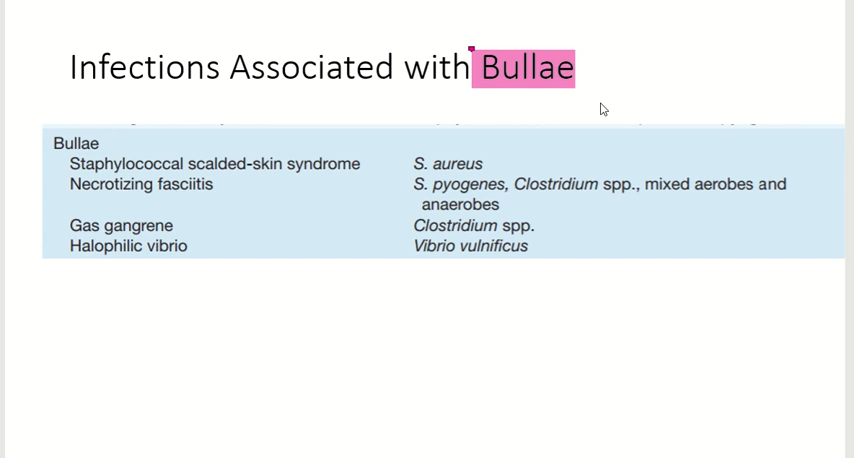 Infections Associated with Bullae
Bullae
Staphylococcal scalded-skin syndrome S. aureus
Necrotizing fasciitis S. pyogenes, Clostridium spp., mixed aerobes and
anaerobes
Gas gangrene Clostridium spp.
Halophilic vibrio Vibrio vulnificus